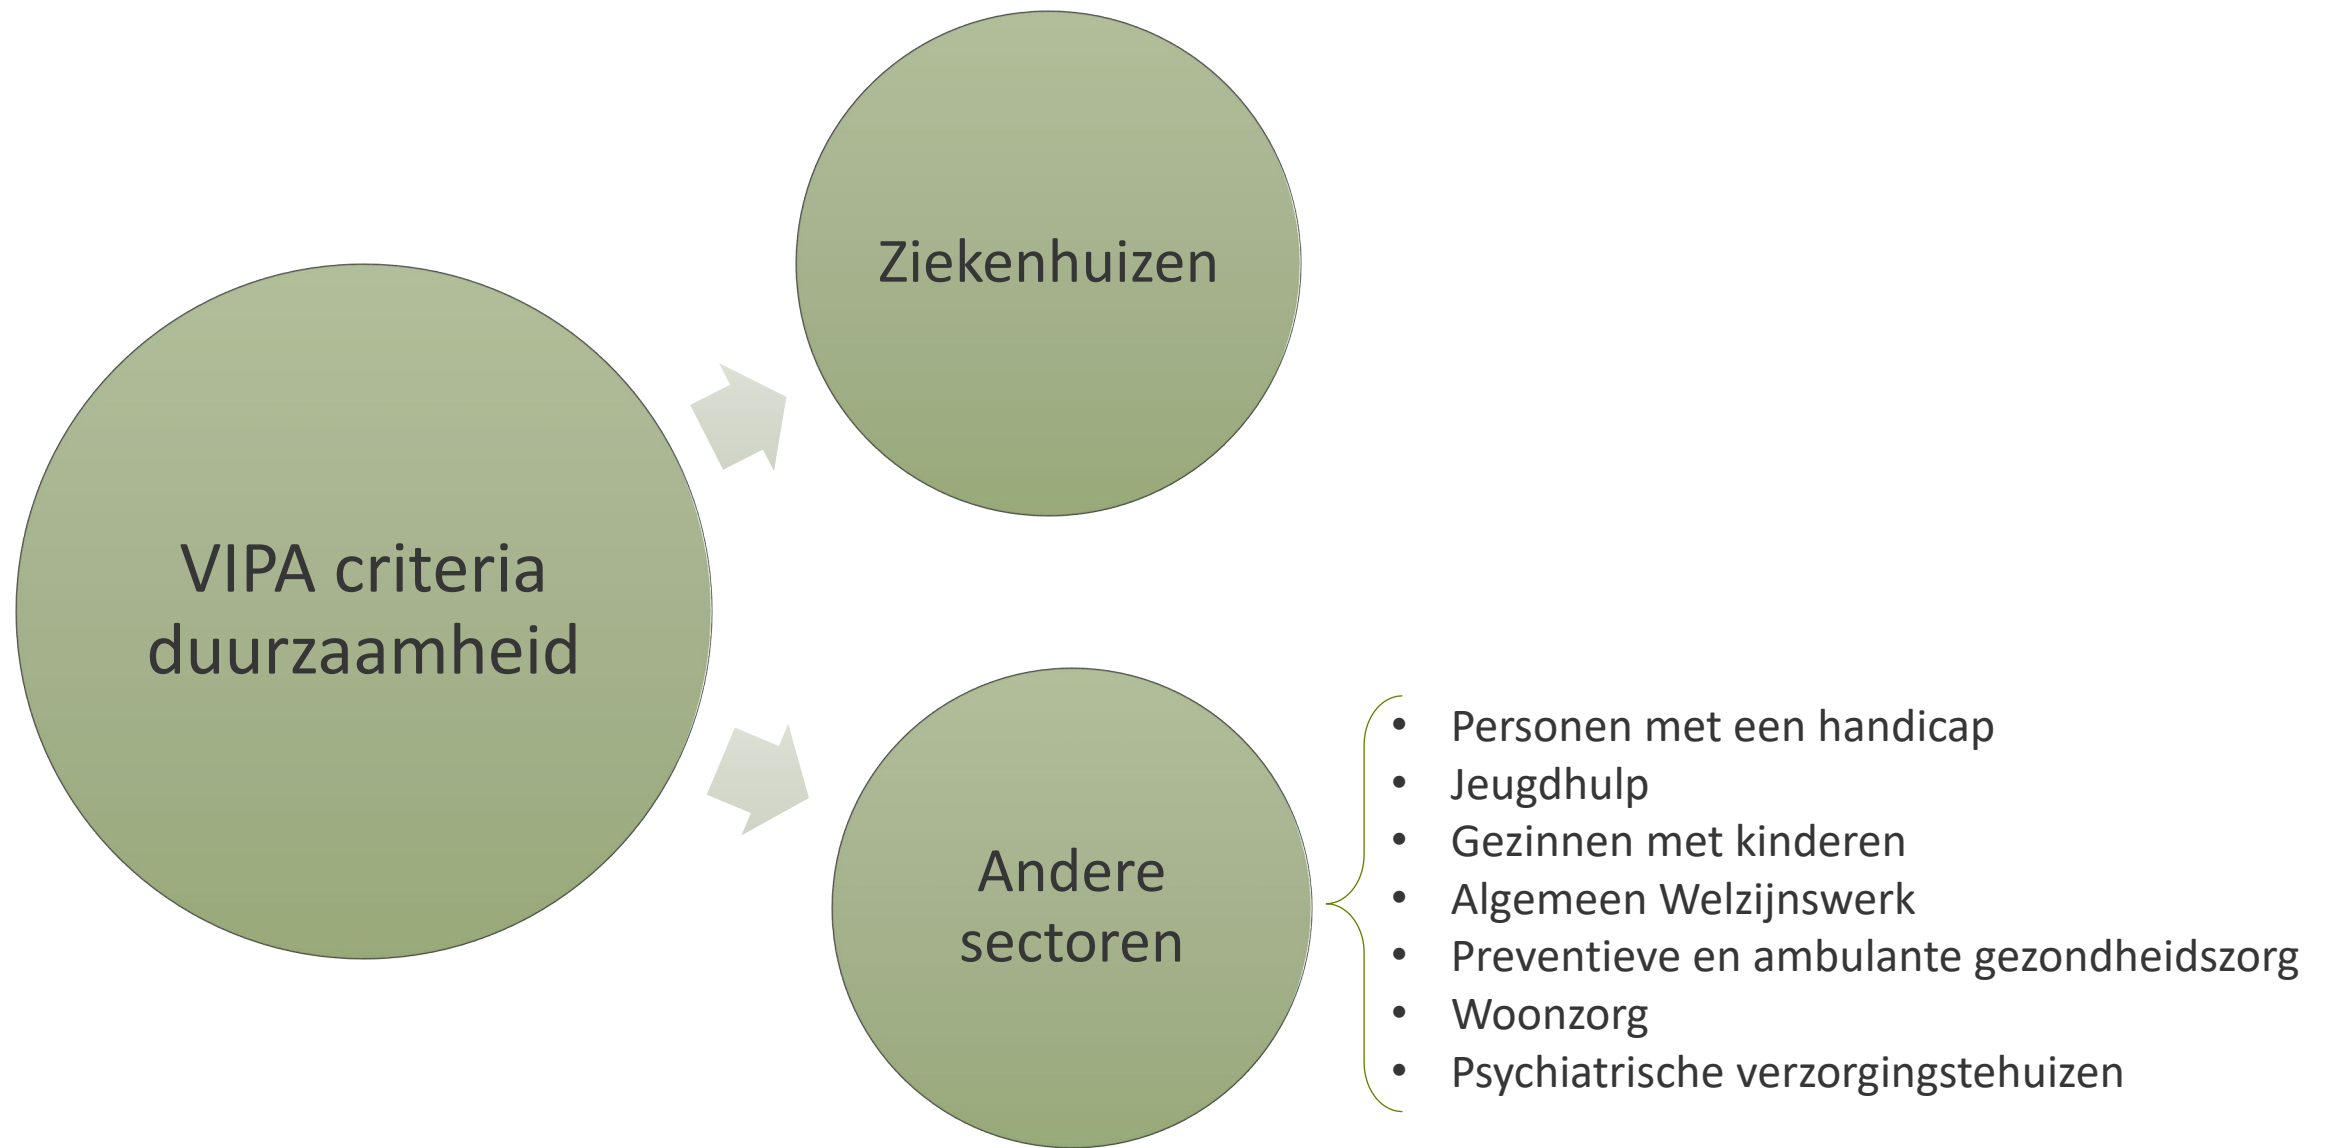 Ziekenhuizen
VIPA criteria
duurzaamheid
Andere
sectoren
• Personen met een handicap
• Jeugdhulp
• Gezinnen met kinderen
• Algemeen Welzijnswerk
• Preventieve en ambulante gezondheidszorg
• Woonzorg
• Psychiatrische verzorgingstehuizen